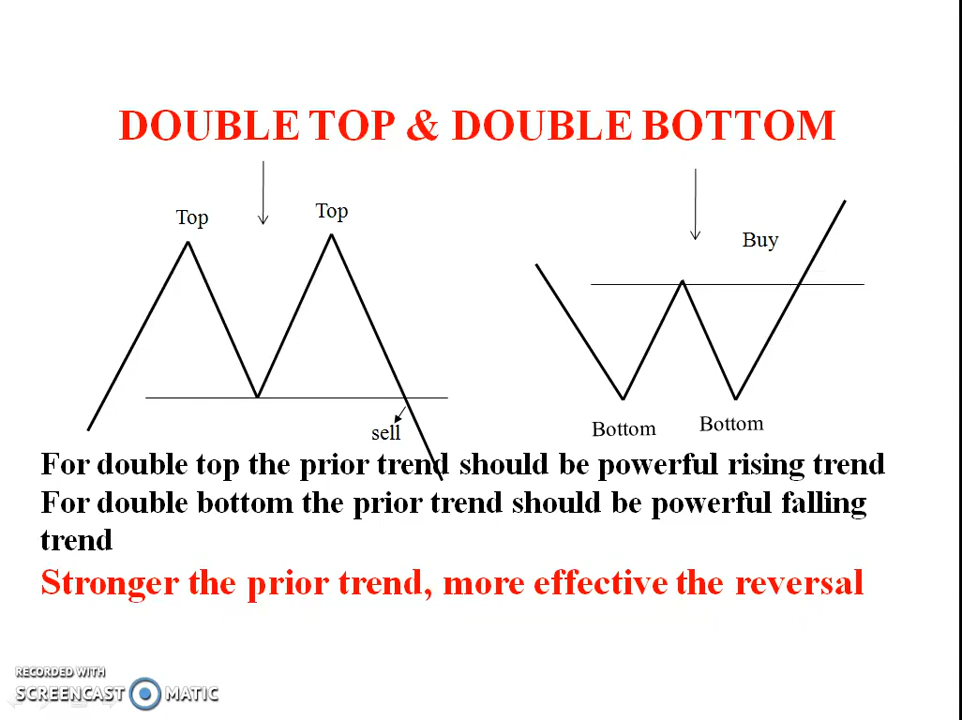 DOUBLE TOP & DOUBLE BOTTOM
Top
Top
Buy
sell
Bottom
Bottom
For double top the prior trend should be powerful rising trend
For double bottom the prior trend should be powerful falling
trend
Stronger the prior trend, more effective the reversal
RECORDED WITH
SCREENCAST MATIC